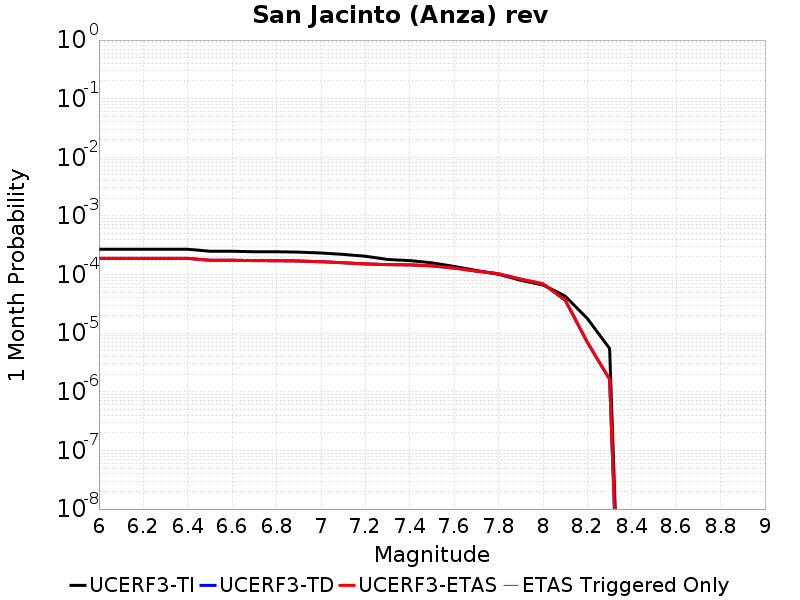 San Jacinto (Anza) rev
1 Month Probability
10^0
10^-1
10^-2
10^-3
10^-4
10^-5
10^-6
10^-7
10^-8
6 6.2 6.4 6.6 6.8 7 7.2 7.4 7.6 7.8 8 8.2 8.4 8.6 8.8 9
Magnitude
UCERF3-TI UCERF3-TD UCERF3-ETAS ETAS Triggered Only